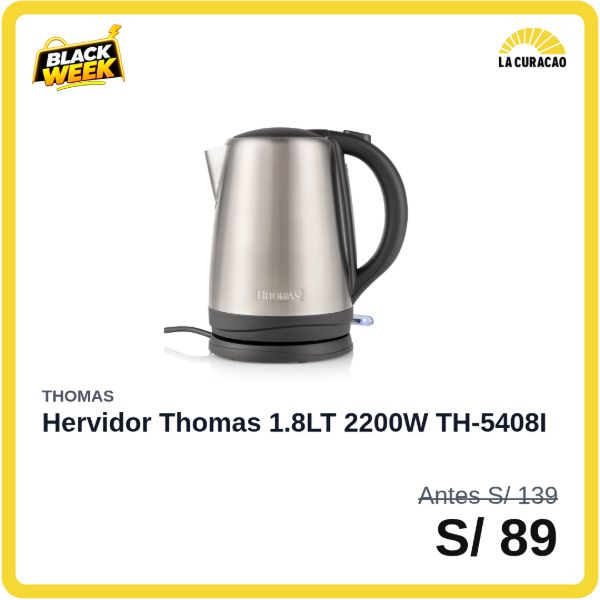 BLACK
WEEK
LA CURACAO
THOMAS
THOMAS
Hervidor Thomas 1.8LT 2200W TH-5408I
Antes S/ 139
S/ 89